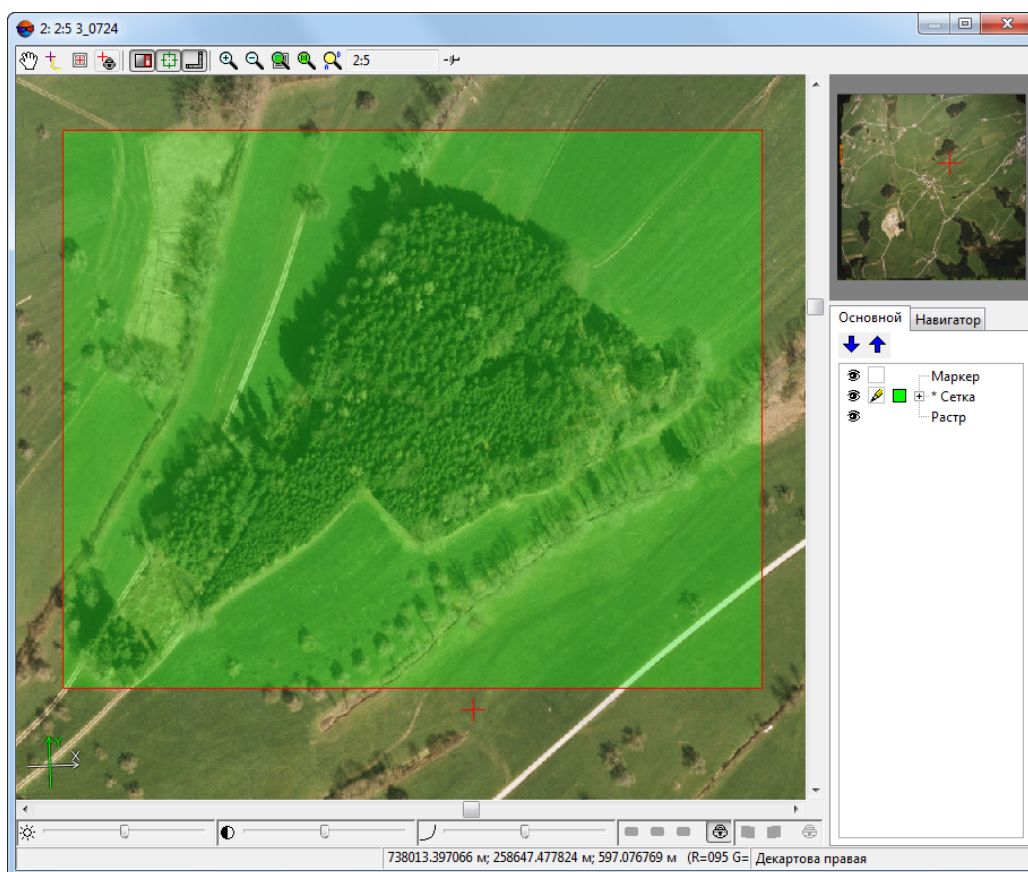 2: 2:5 3_0724
2:5
Основной
Навигатор
Маркер
* Сетка
Растр
Y
X
738013.397066 м; 258647.477824 м; 597.076769 м (R=095 G=
Декартова правая